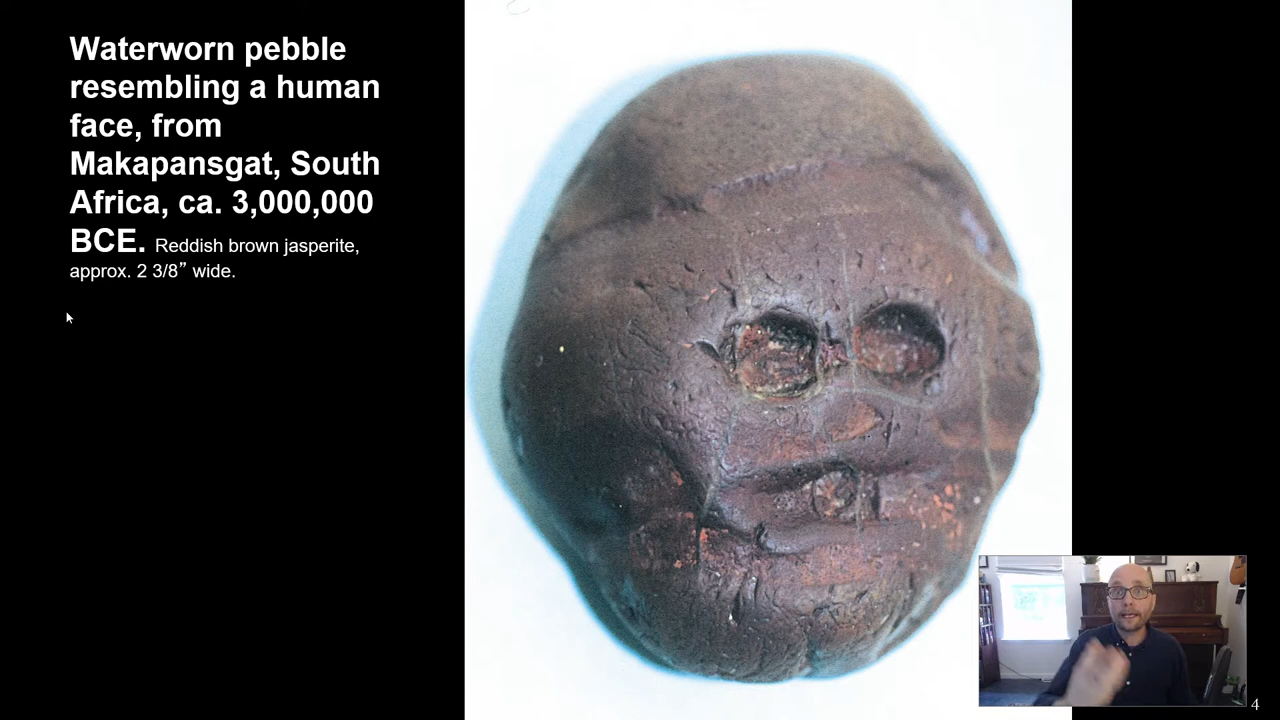 Waterworn pebble
resembling a human
face, from
Makapansgat, South
Africa, ca. 3,000,000
BCE. Reddish brown jasperite,
approx. 2 3/8” wide.
4